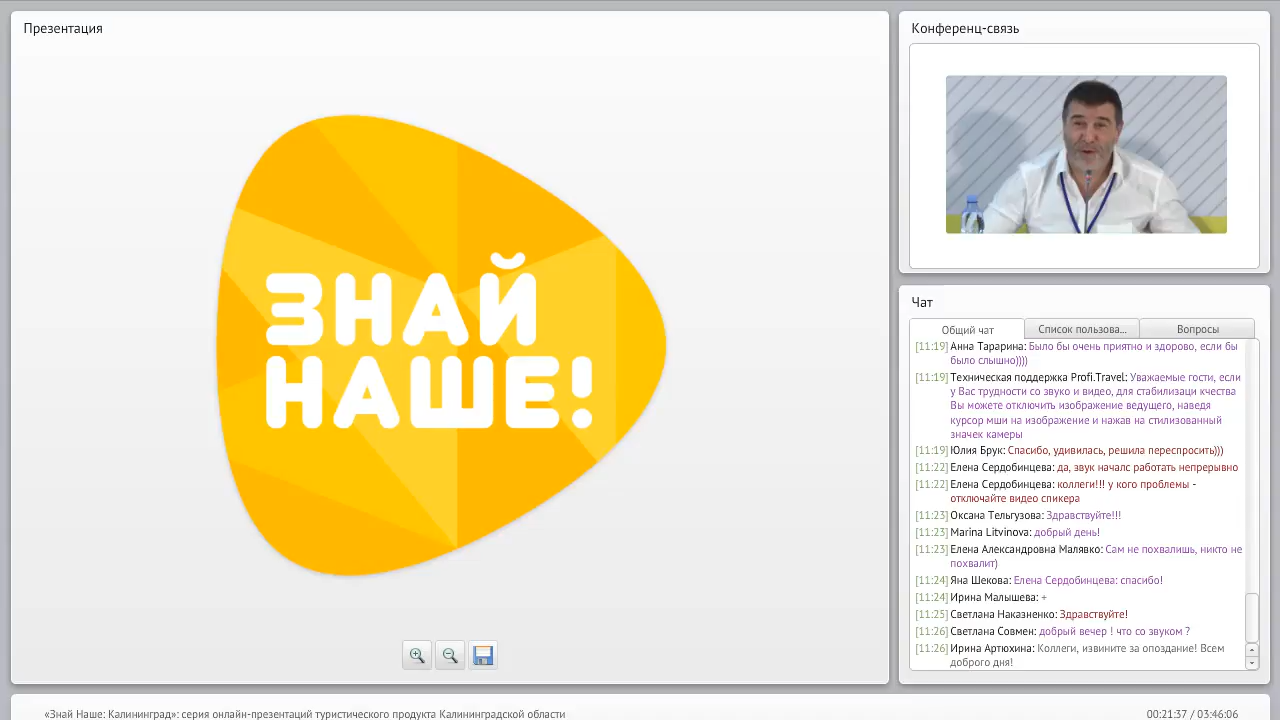 Презентация
ЗНАЙ
НАШЕ!
Конференц-связь
Чат
Общий чат
Список пользова...
Вопросы
[11:19] Анна Тарарина: Было бы очень приятно и здорово, если бы
было слышно))))
[11:19] Техническая поддержка Profi.Travel: Уважаемые гости, если
у Вас трудности со звуко и видео, для стабилизаци кчества
Вы можете отключить изображение ведущего, наведя
курсор мши на изображение и нажав на стилизованный
значек камеры
[11:19] Юлия Брук: Спасибо, удивилась, решила переспросить)))
[11:22] Елена Сердобинцева: да, звук началс работать непрерывно
[11:22] Елена Сердобинцева: коллеги!!! у кого проблемы -
отключайте видео спикера
[11:23] Оксана Тельгузова: Здравствуйте!!!
[11:23] Marina Litvinova: добрый день!
[11:23] Елена Александровна Малявко: Сам не похвалишь, никто не
похвалит)
[11:24] Яна Шекова: Елена Сердобинцева: спасибо!
[11:24] Ирина Малышева: +
[11:25] Светлана Наказненко: Здравствуйте!
[11:26] Светлана Совмен: добрый вечер ! что со звуком ?
[11:26] Ирина Артюхина: Коллеги, извините за опоздание! Всем
доброго дня!
«Знай Наше: Калининград»: серия онлайн-презентаций туристического продукта Калининградской области
00:21:37 / 03:46:06